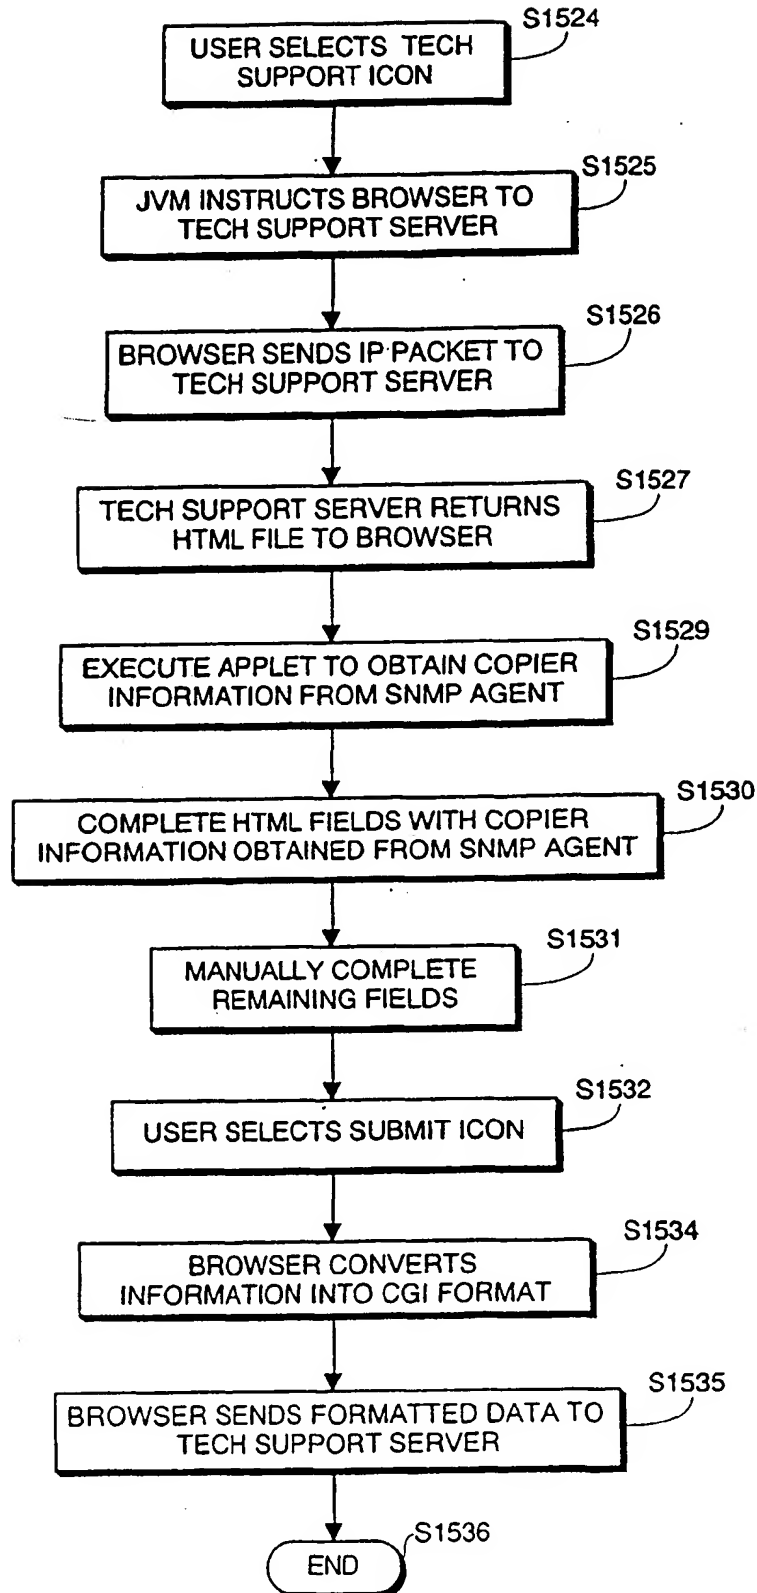 S1524
USER SELECTS TECH
SUPPORT ICON
S1525
JVM INSTRUCTS BROWSER TO
TECH SUPPORT SERVER
S1526
BROWSER SENDS IP PACKET TO
TECH SUPPORT SERVER
S1527
TECH SUPPORT SERVER RETURNS
HTML FILE TO BROWSER
S1529
EXECUTE APPLET TO OBTAIN COPIER
INFORMATION FROM SNMP AGENT
S1530
COMPLETE HTML FIELDS WITH COPIER
INFORMATION OBTAINED FROM SNMP AGENT
S1531
MANUALLY COMPLETE
REMAINING FIELDS
S1532
USER SELECTS SUBMIT ICON
S1534
BROWSER CONVERTS
INFORMATION INTO CGI FORMAT
S1535
BROWSER SENDS FORMATTED DATA TO
TECH SUPPORT SERVER
S1536
END